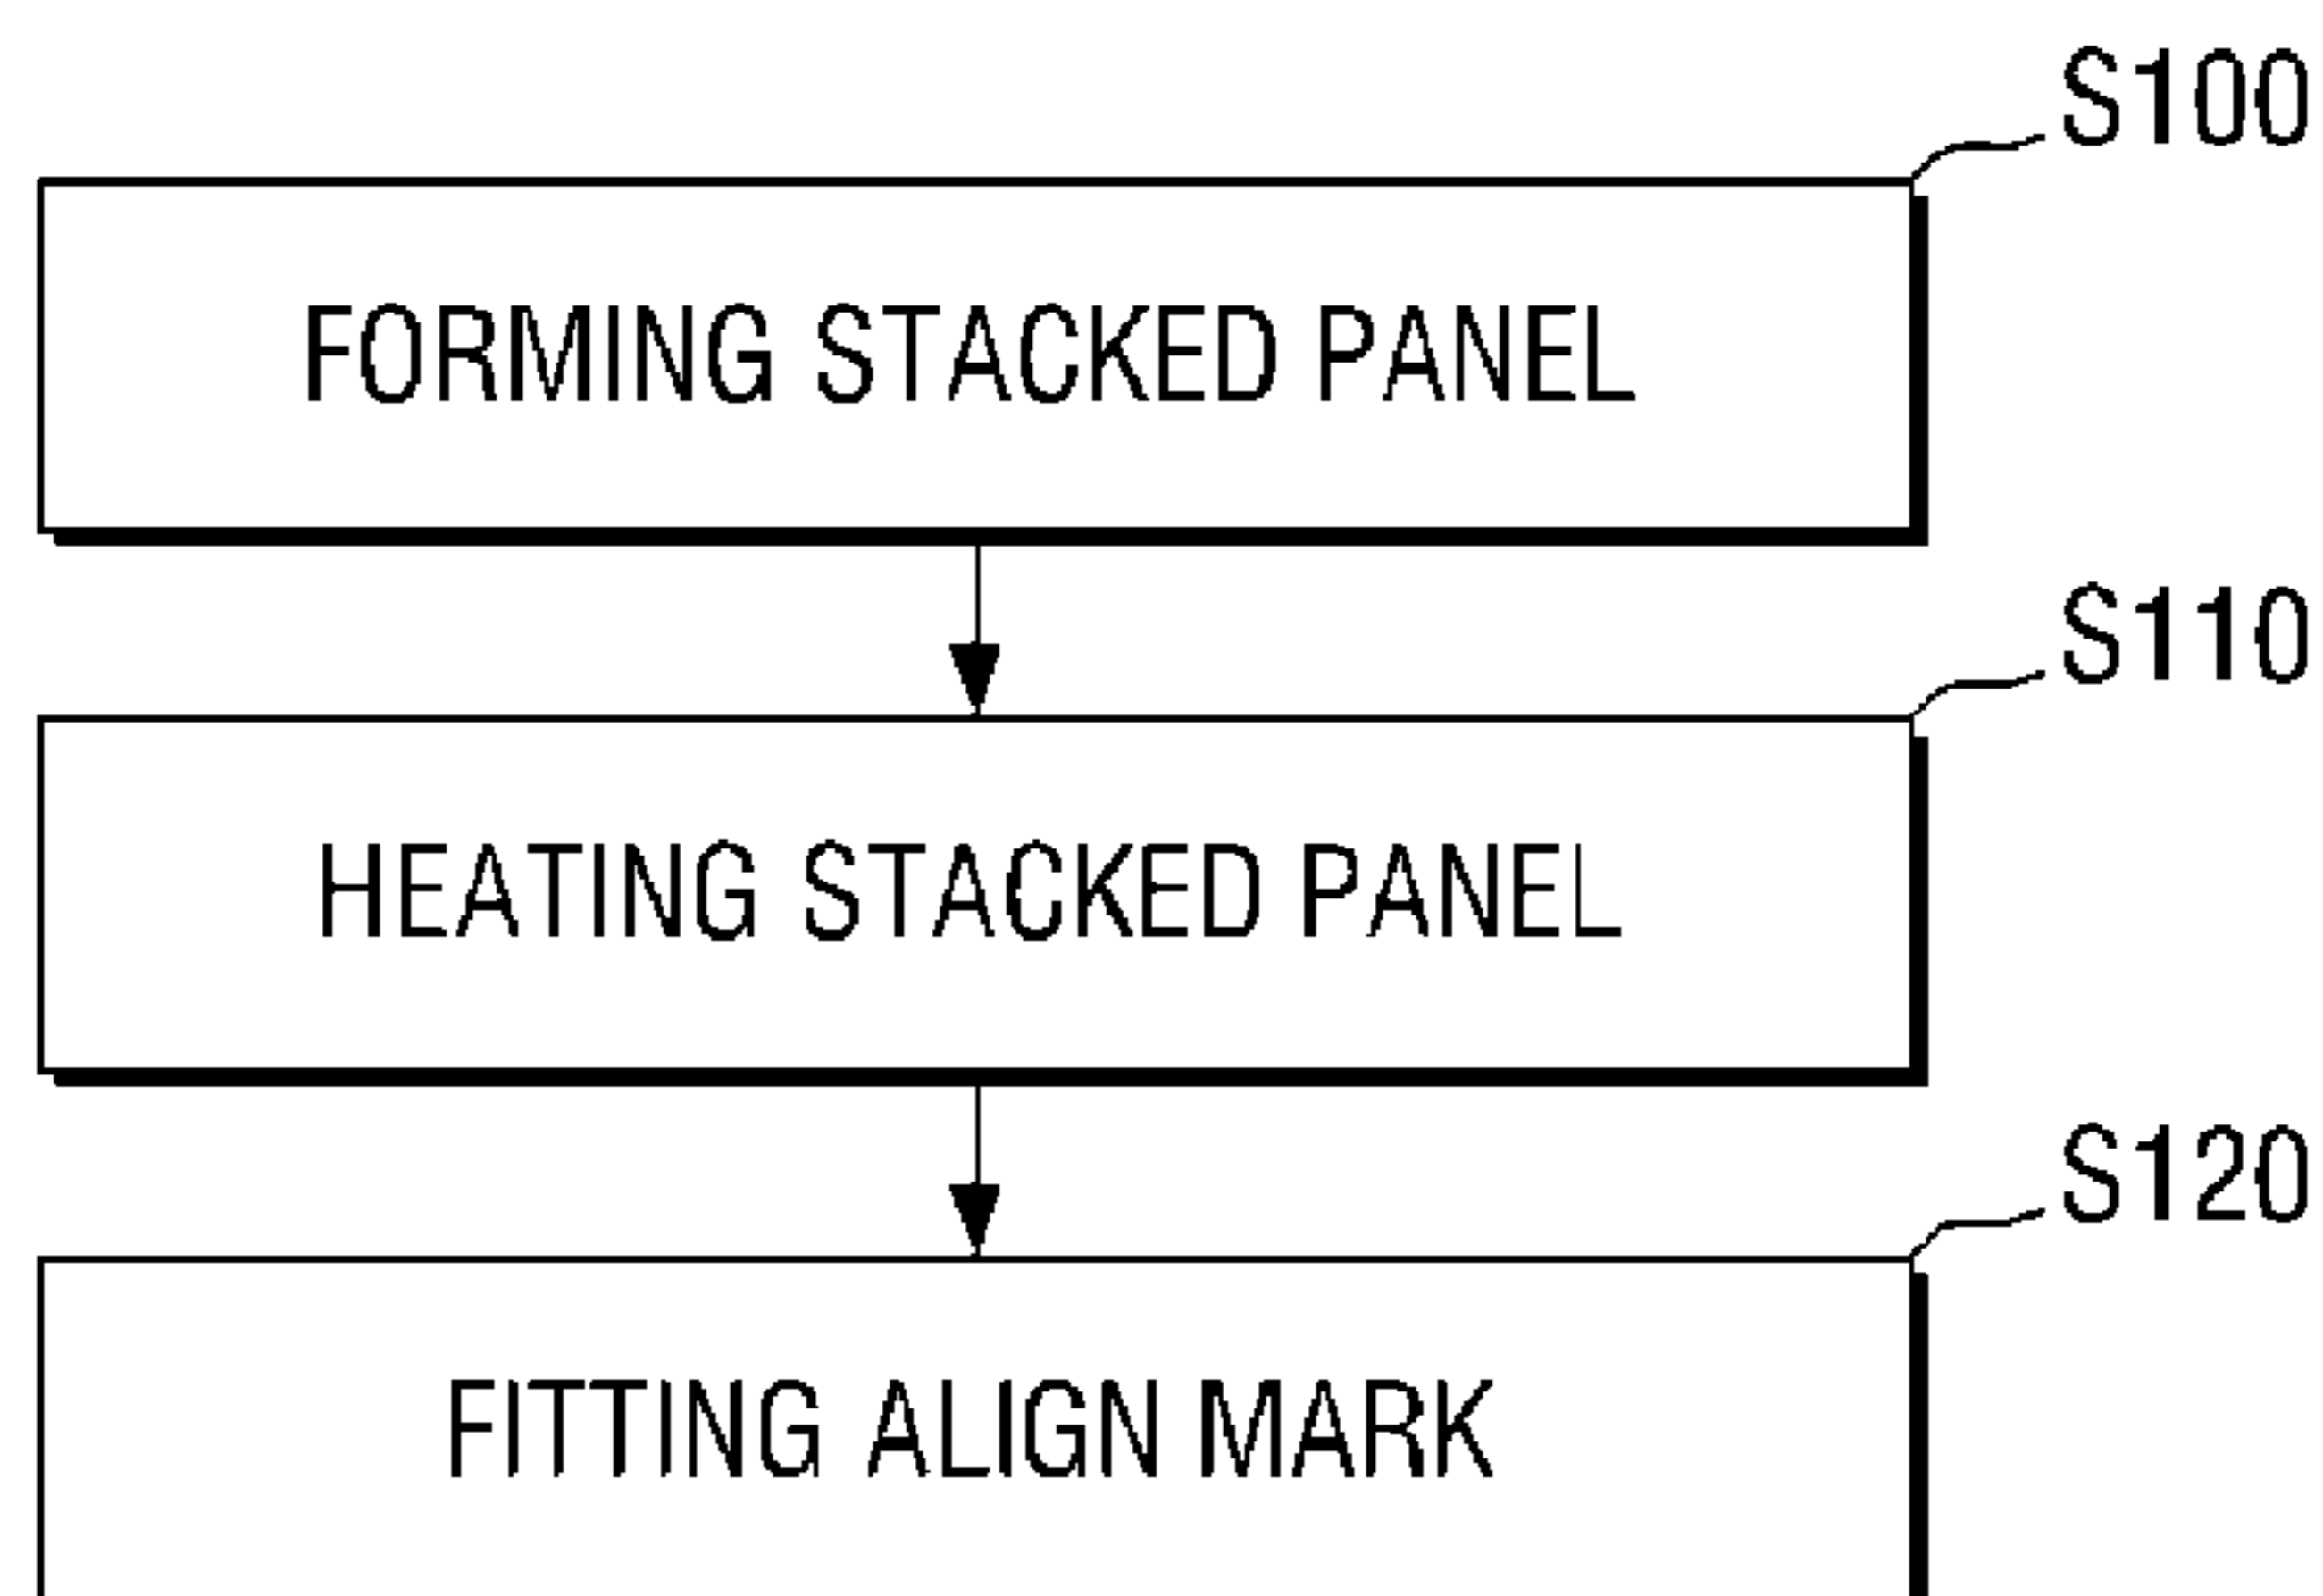 S100
FORMING STACKED PANEL
S110
HEATING STACKED PANEL
S120
FITTING ALIGN MARK